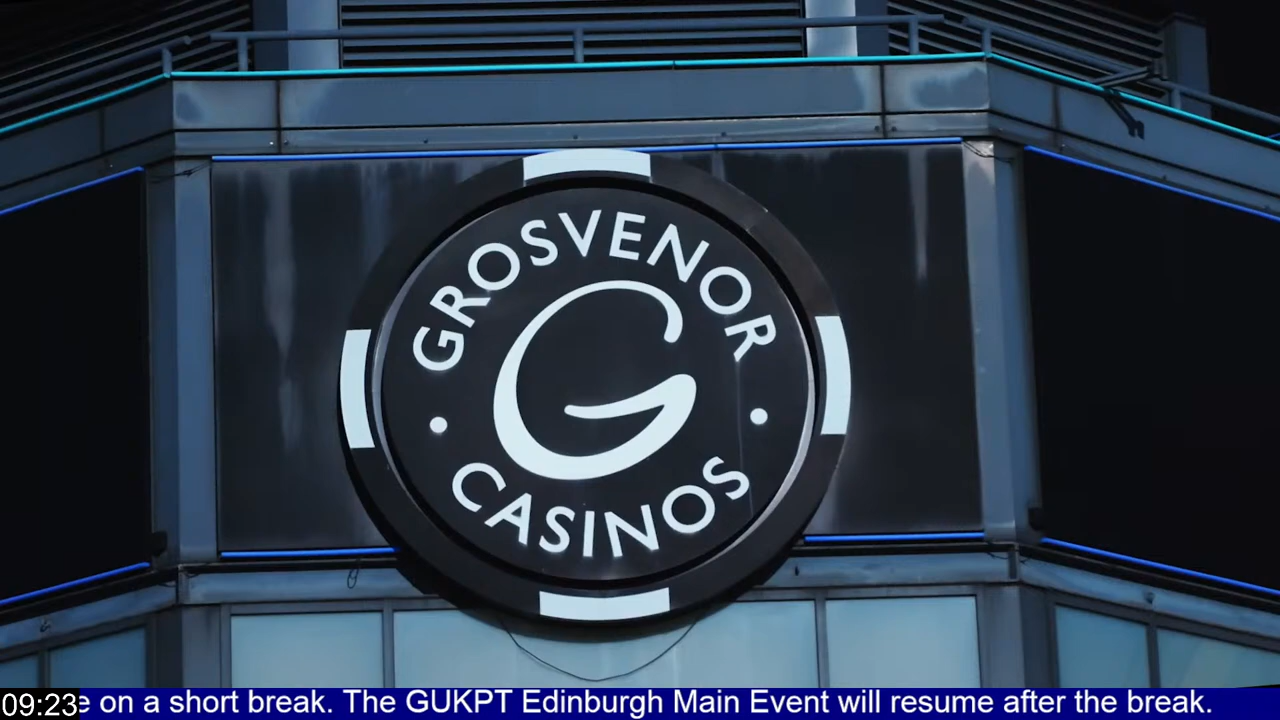 GROSVENOR
G
CASINOS
09:23
e on a short break. The GUKPT Edinburgh Main Event will resume after the break.